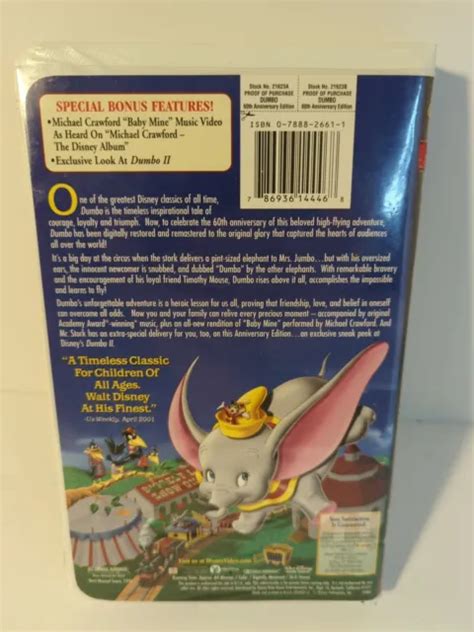 SPECIAL BONUS FEATURES!
•Michael Crawford "Baby Mine" Music Video
As Heard On "Michael Crawford –
The Disney Album"
•Exclusive Look At Dumbo II
Stock No. 21623A
PROOF OF PURCHASE
DUMBO
60th Anniversary Edition
Stock No. 21623B
PROOF OF PURCHASE
DUMBO
60th Anniversary Edition
ISBN 0-7888-2661-1
7 86936 14446 8
One of the greatest Disney classics of all time,
Dumbo is the timeless inspirational tale of
courage, loyalty and triumph. Now, to celebrate the 60th anniversary of this beloved high-flying adventure,
Dumbo has been digitally restored and remastered to the original glory that captured the hearts of audiences
all over the world!
It's a big day at the circus when the stork delivers a pint-sized elephant to Mrs. Jumbo...but with his oversized
ears, the innocent newcomer is snubbed, and dubbed "Dumbo" by the other elephants. With remarkable bravery
and the encouragement of his loyal friend Timothy Mouse, Dumbo rises above it all, accomplishes the impossible
and learns to fly!
Dumbo's unforgettable adventure is a heroic lesson for us all, proving that friendship, love, and belief in oneself
can overcome all odds. Now you and your family can relive every precious moment – accompanied by original
Academy Award®-winning* music, plus an all-new rendition of "Baby Mine" performed by Michael Crawford. And
Mr. Stork has an extra-special delivery for you, too, on this Anniversary Edition...an exclusive sneak peek at
Disney's Dumbo II.
"A Timeless Classic
For Children Of
All Ages.
Walt Disney
At His Finest."
-Us Weekly, April 2001
Visit us at DisneyVideos.com